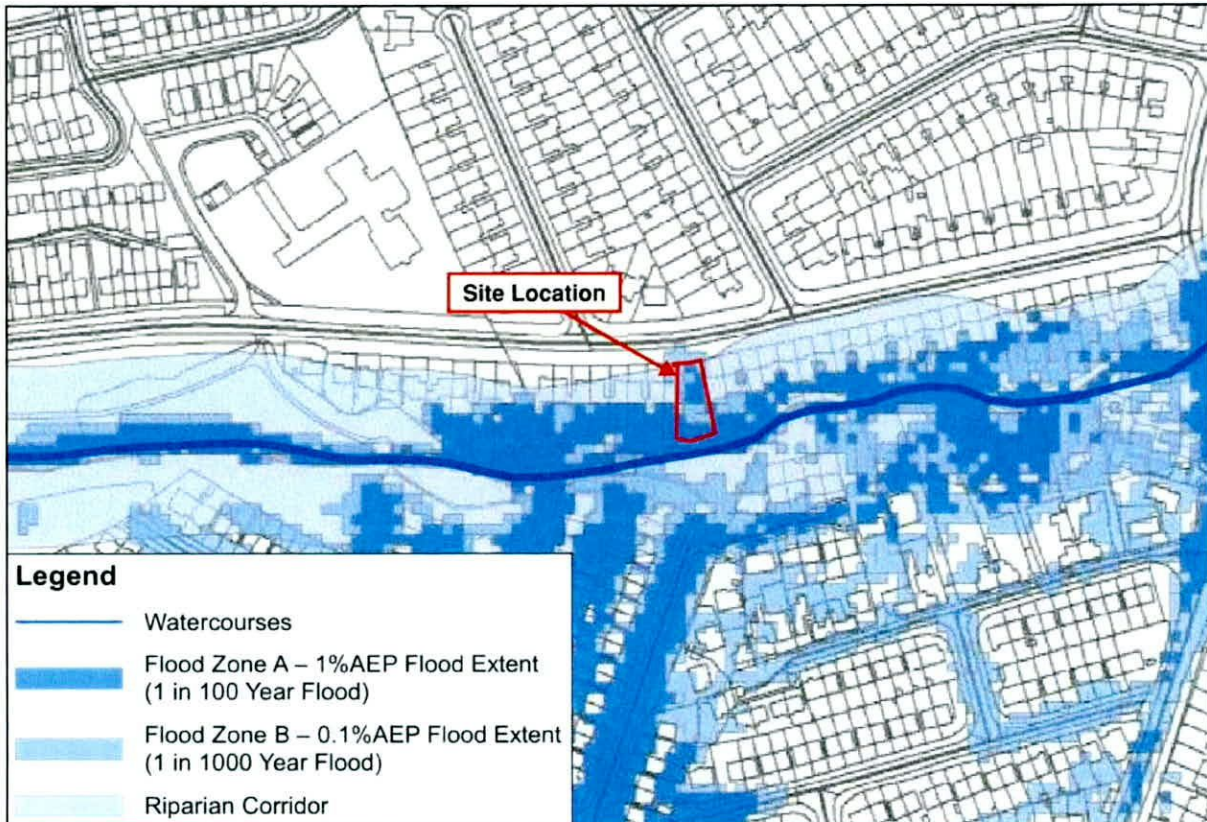 Site Location
Legend
Watercourses
Flood Zone A – 1%AEP Flood Extent
(1 in 100 Year Flood)
Flood Zone B – 0.1%AEP Flood Extent
(1 in 1000 Year Flood)
Riparian Corridor